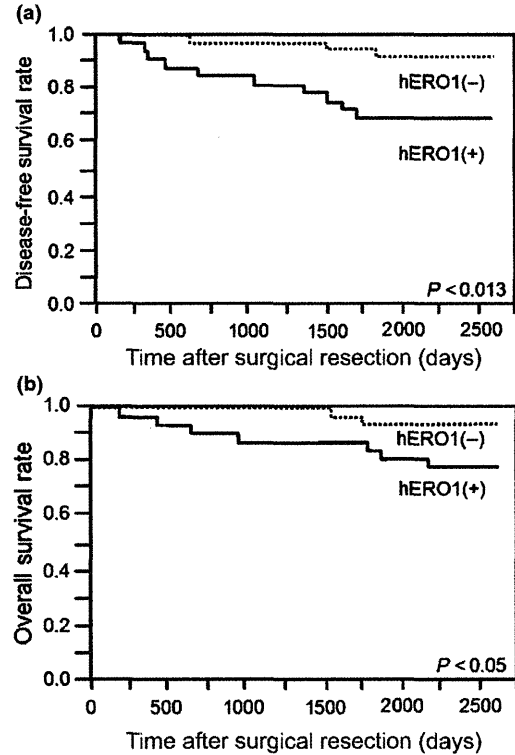 (a)
Disease-free survival rate
1.0
0.8
0.6
0.4
0.2
0.0
hERO1(–)
hERO1(+)
P < 0.013
0 500 1000 1500 2000 2500
Time after surgical resection (days)
(b)
Overall survival rate
1.0
0.8
0.6
0.4
0.2
0.0
hERO1(–)
hERO1(+)
P < 0.05
0 500 1000 1500 2000 2500
Time after surgical resection (days)